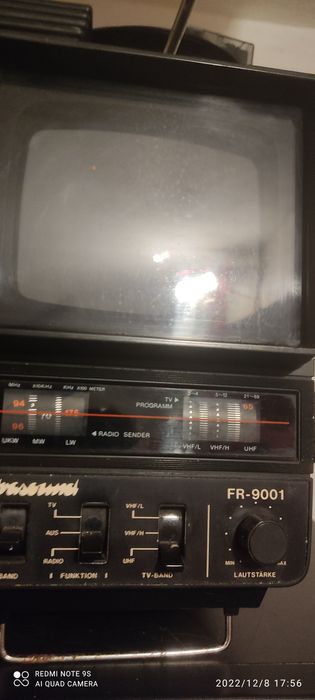 MHz x10KHz KHz x100 METER
94
96
70
175
UKW MW LW
TV ▶
PROGRAMM
2-4 5-12 21-69
65
◀ RADIO SENDER
VHF/L VHF/H UHF
FR-9001
TV
AUS
RADIO
VHF/L
VHF/H
UHF
BAND
FUNKTION
TV-BAND
MIN
LAUTSTÄRKE
REDMI NOTE 9S
AI QUAD CAMERA
2022/12/8 17:56